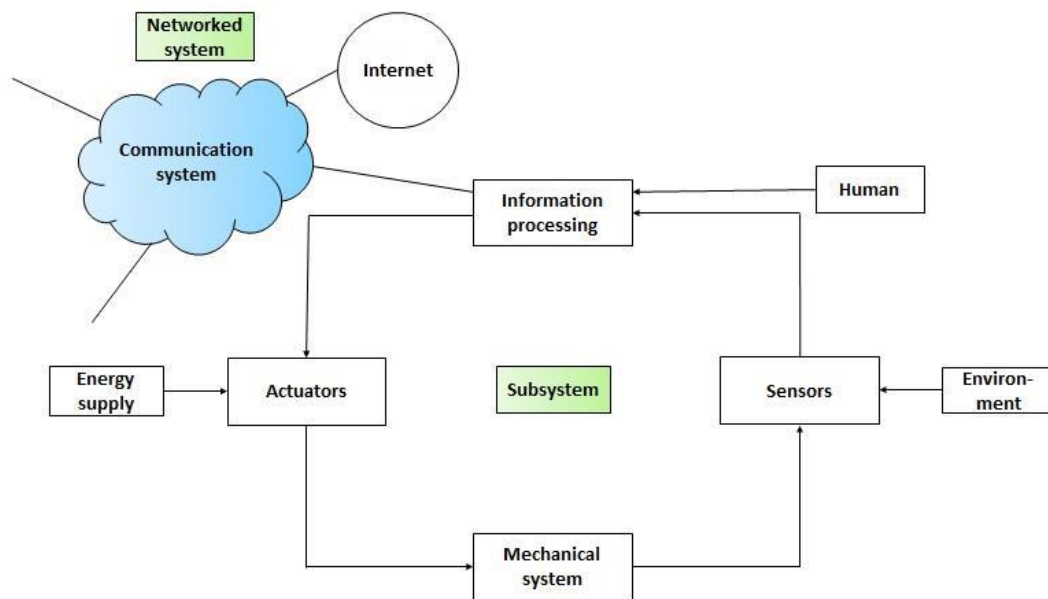 Networked
system
Internet
Communication
system
Information
processing
Human
Energy
supply
Actuators
Subsystem
Sensors
Environ-
ment
Mechanical
system